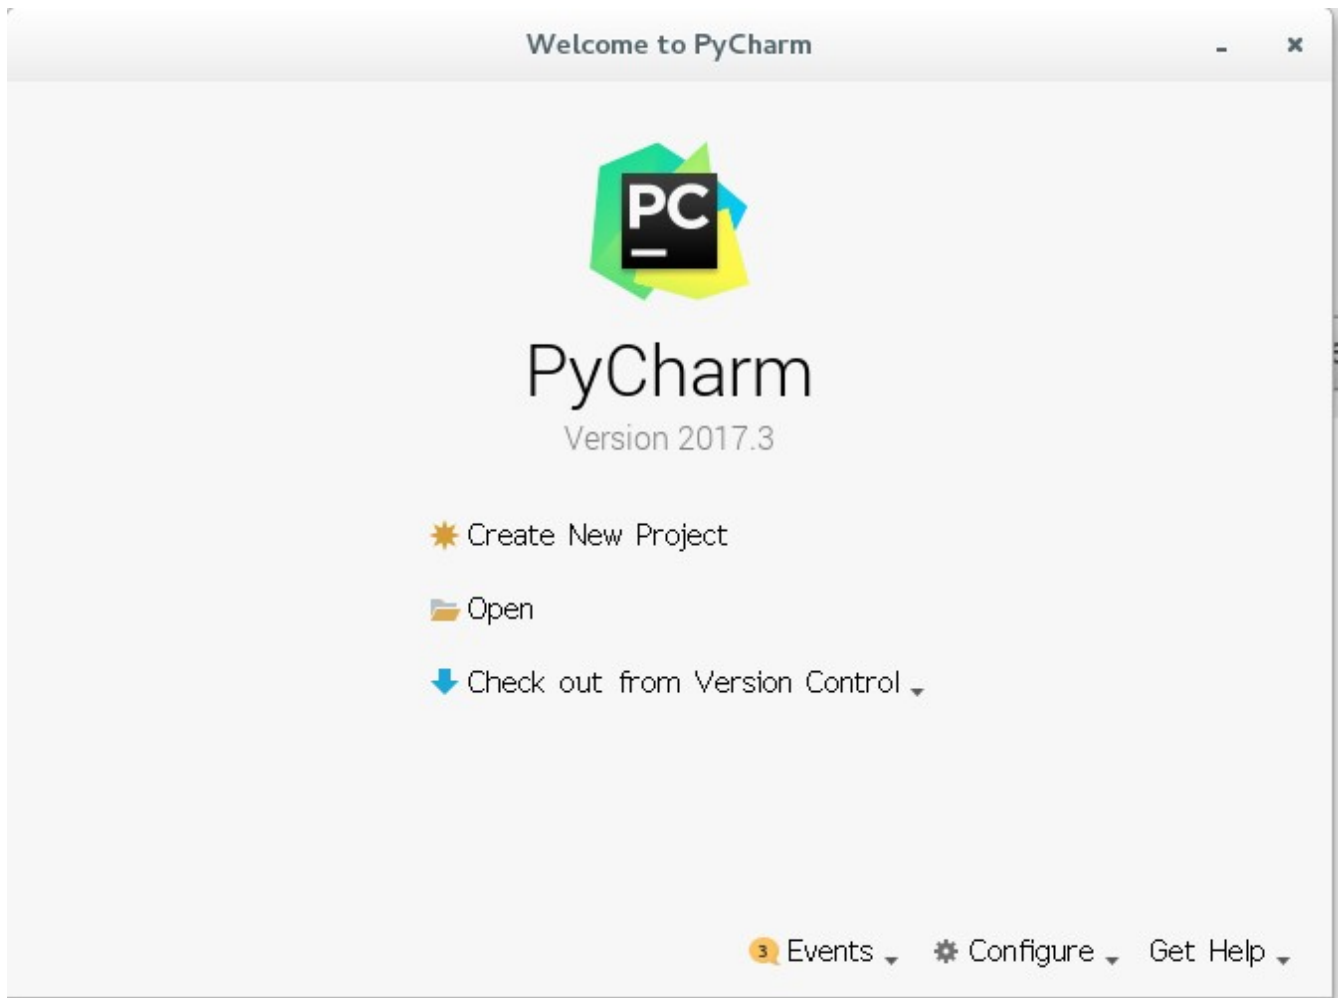 Welcome to PyCharm
PC
PyCharm
Version 2017.3
Create New Project
Open
Check out from Version Control
3 Events Configure Get Help